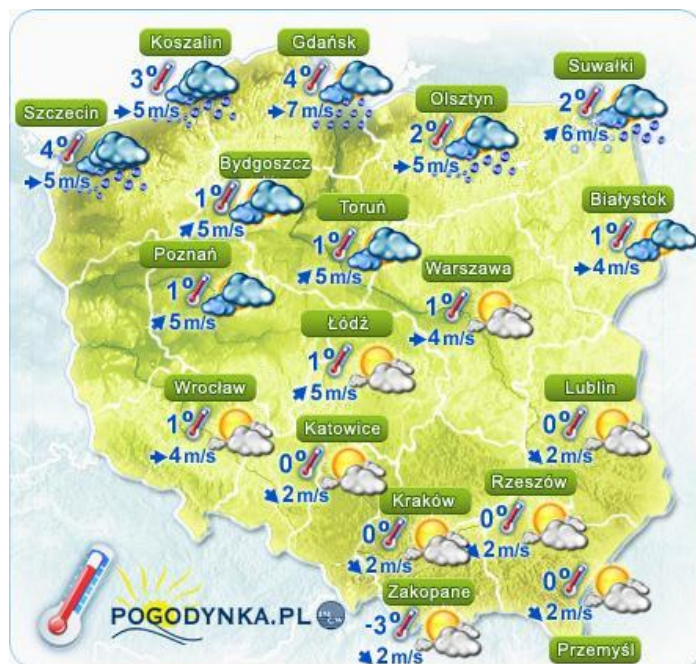 Koszalin
3°
5 m/s
Gdańsk
4°
7 m/s
Suwałki
2°
6 m/s
Szczecin
4°
5 m/s
Olsztyn
2°
5 m/s
Bydgoszcz
1°
5 m/s
Toruń
1°
5 m/s
Białystok
1°
4 m/s
Poznań
1°
5 m/s
Warszawa
1°
4 m/s
Łódź
1°
5 m/s
Wrocław
1°
4 m/s
Katowice
0°
2 m/s
Lublin
0°
2 m/s
Kraków
0°
2 m/s
Rzeszów
0°
2 m/s
Zakopane
-3°
2 m/s
0°
2 m/s
Przemyśl
POGODYNKA.PL